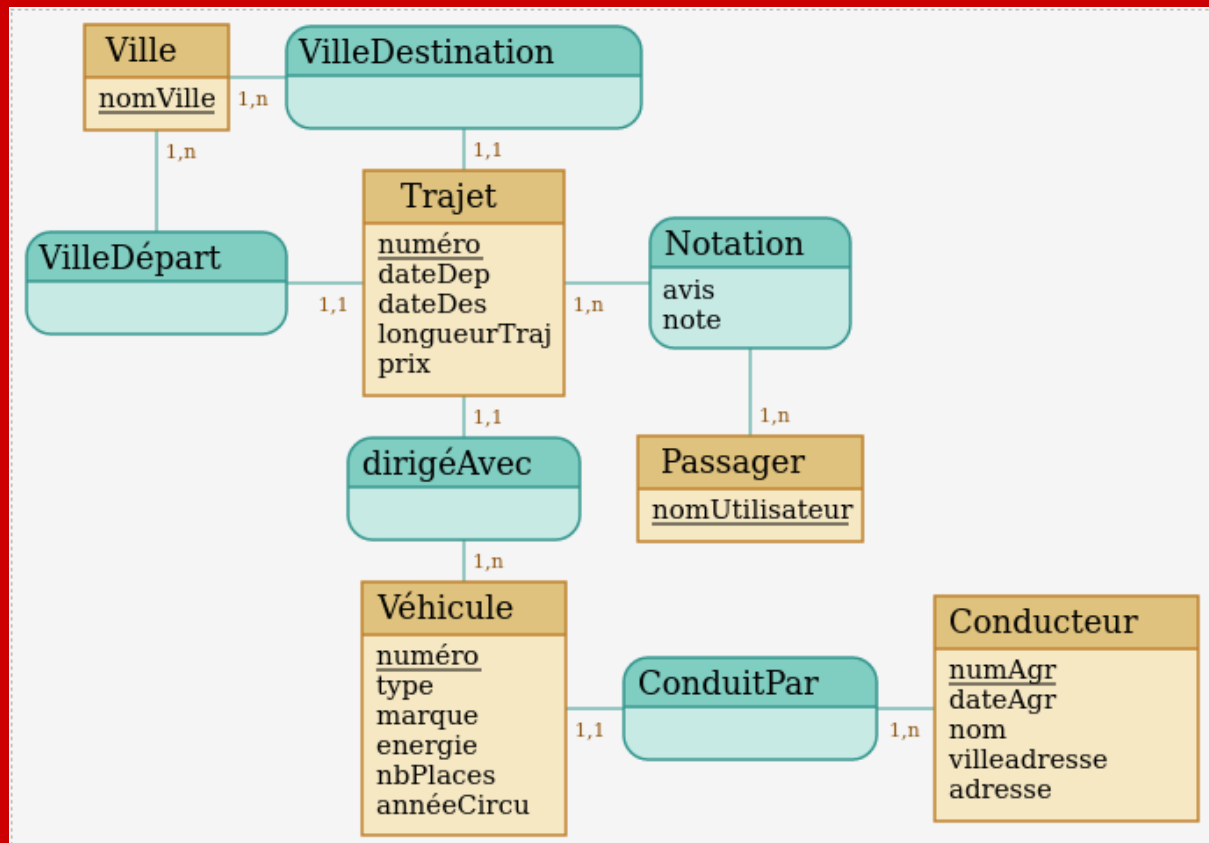 Ville
nomVille
1,n
1,n
VilleDestination
1,1
VilleDépart
1,1
Trajet
numéro
dateDep
dateDes
longueurTraj
prix
1,n
Notation
avis
note
1,n
Passager
nomUtilisateur
1,1
dirigéAvec
1,n
Véhicule
numéro
type
marque
energie
nbPlaces
annéeCircu
1,1
ConduitPar
1,n
Conducteur
numAgr
dateAgr
nom
villeadresse
adresse